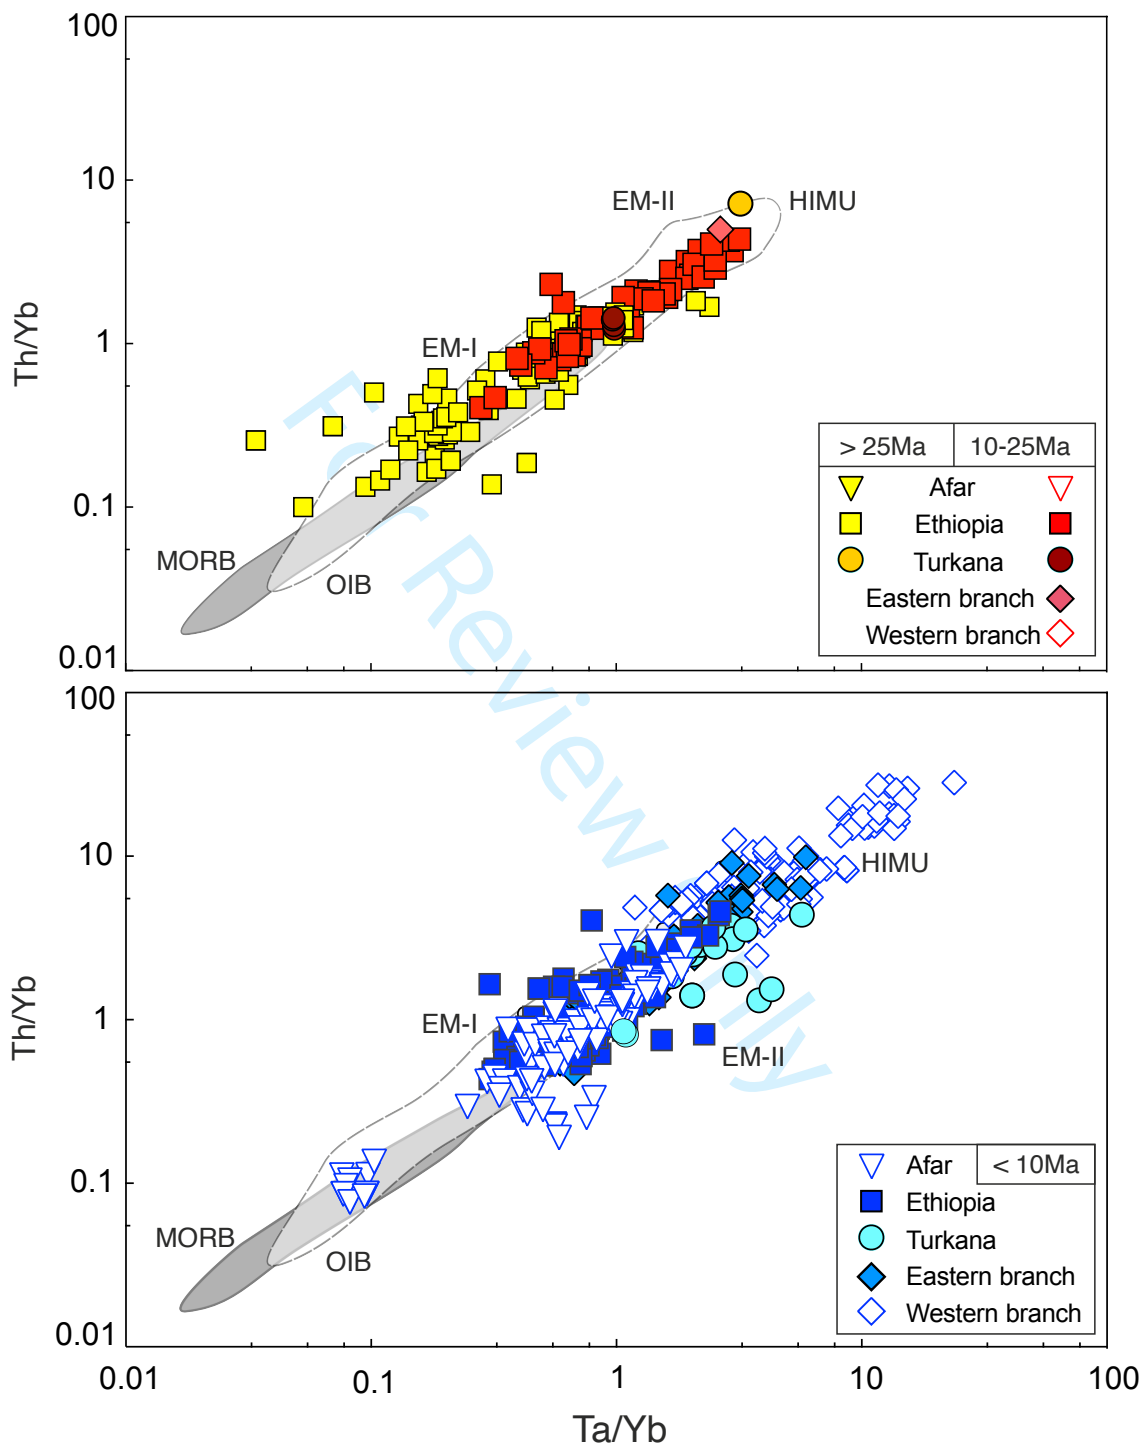 100
10
EM-II
HIMU
Th/Yb
1
EM-I
> 25Ma 10-25Ma
Afar
Ethiopia
Turkana
Eastern branch
Western branch
0.1
MORB
OIB
0.01
For Review Only
100
10
HIMU
Th/Yb
1
EM-I
EM-II
Afar < 10Ma
Ethiopia
Turkana
Eastern branch
Western branch
0.1
MORB
OIB
0.01
0.01 0.1 1 10 100
Ta/Yb